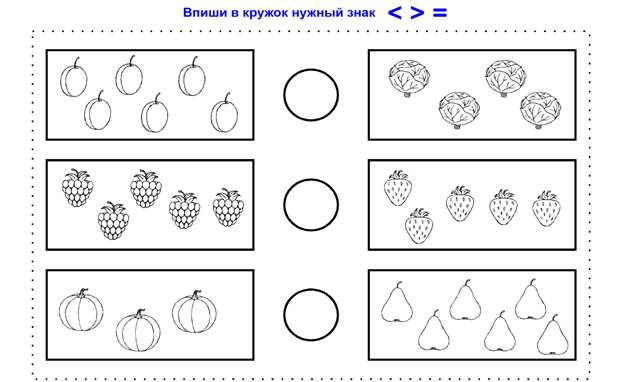 Впиши в кружок нужный знак < > =